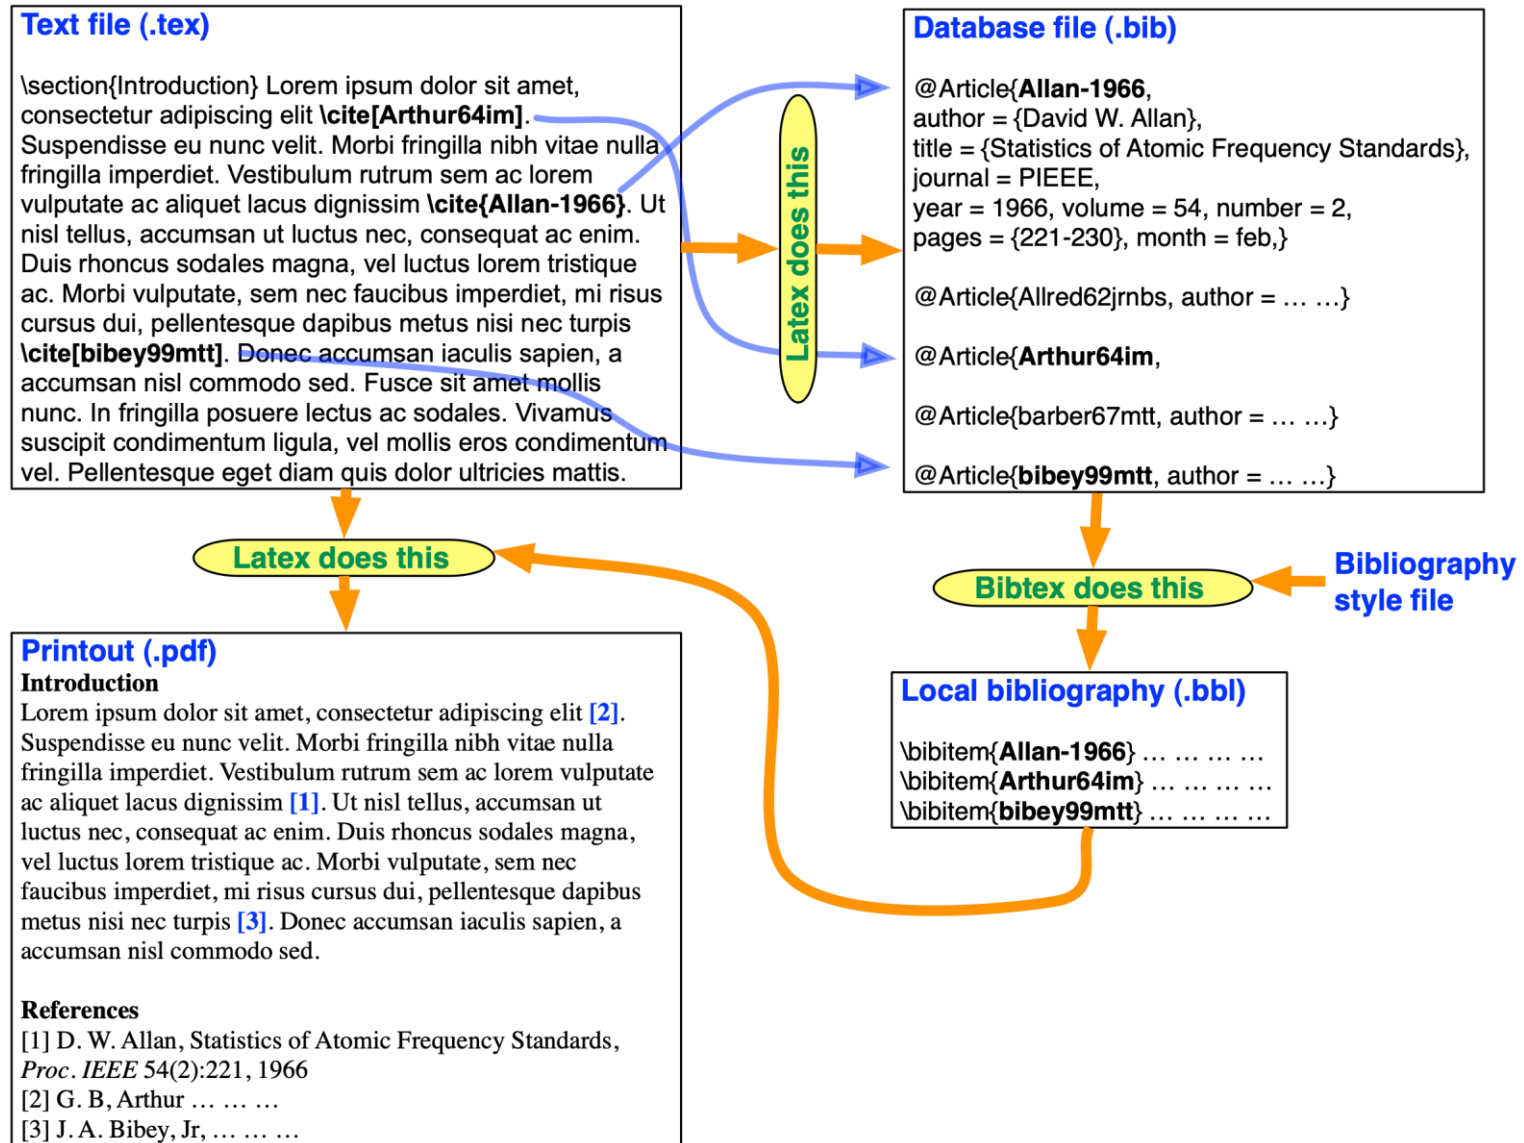 Text file (.tex)
\section{Introduction} Lorem ipsum dolor sit amet,
consectetur adipiscing elit \cite[Arthur64im].
Suspendisse eu nunc velit. Morbi fringilla nibh vitae nulla
fringilla imperdiet. Vestibulum rutrum sem ac lorem
vulputate ac aliquet lacus dignissim \cite{Allan-1966}. Ut
nisl tellus, accumsan ut luctus nec, consequat ac enim.
Duis rhoncus sodales magna, vel luctus lorem tristique
ac. Morbi vulputate, sem nec faucibus imperdiet, mi risus
cursus dui, pellentesque dapibus metus nisi nec turpis
\cite[bibey99mtt]. Donec accumsan iaculis sapien, a
accumsan nisl commodo sed. Fusce sit amet mollis
nunc. In fringilla posuere lectus ac sodales. Vivamus
suscipit condimentum ligula, vel mollis eros condimentum
vel. Pellentesque eget diam quis dolor ultricies mattis.
Latex does this
Database file (.bib)
@Article{Allan-1966,
author = {David W. Allan},
title = {Statistics of Atomic Frequency Standards},
journal = PIEEE,
year = 1966, volume = 54, number = 2,
pages = {221-230}, month = feb,}
@Article{Allred62jrnbs, author = … …}
@Article{Arthur64im,
@Article{barber67mtt, author = … …}
@Article{bibey99mtt, author = … …}
Latex does this
Bibtex does this
Bibliography
style file
Local bibliography (.bbl)
\bibitem{Allan-1966} … … … …
\bibitem{Arthur64im} … … … …
\bibitem{bibey99mtt} … … … …
Printout (.pdf)
Introduction
Lorem ipsum dolor sit amet, consectetur adipiscing elit [2].
Suspendisse eu nunc velit. Morbi fringilla nibh vitae nulla
fringilla imperdiet. Vestibulum rutrum sem ac lorem vulputate
ac aliquet lacus dignissim [1]. Ut nisl tellus, accumsan ut
luctus nec, consequat ac enim. Duis rhoncus sodales magna,
vel luctus lorem tristique ac. Morbi vulputate, sem nec
faucibus imperdiet, mi risus cursus dui, pellentesque dapibus
metus nisi nec turpis [3]. Donec accumsan iaculis sapien, a
accumsan nisl commodo sed.
References
[1] D. W. Allan, Statistics of Atomic Frequency Standards,
Proc. IEEE 54(2):221, 1966
[2] G. B, Arthur … … …
[3] J. A. Bibey, Jr, … … …